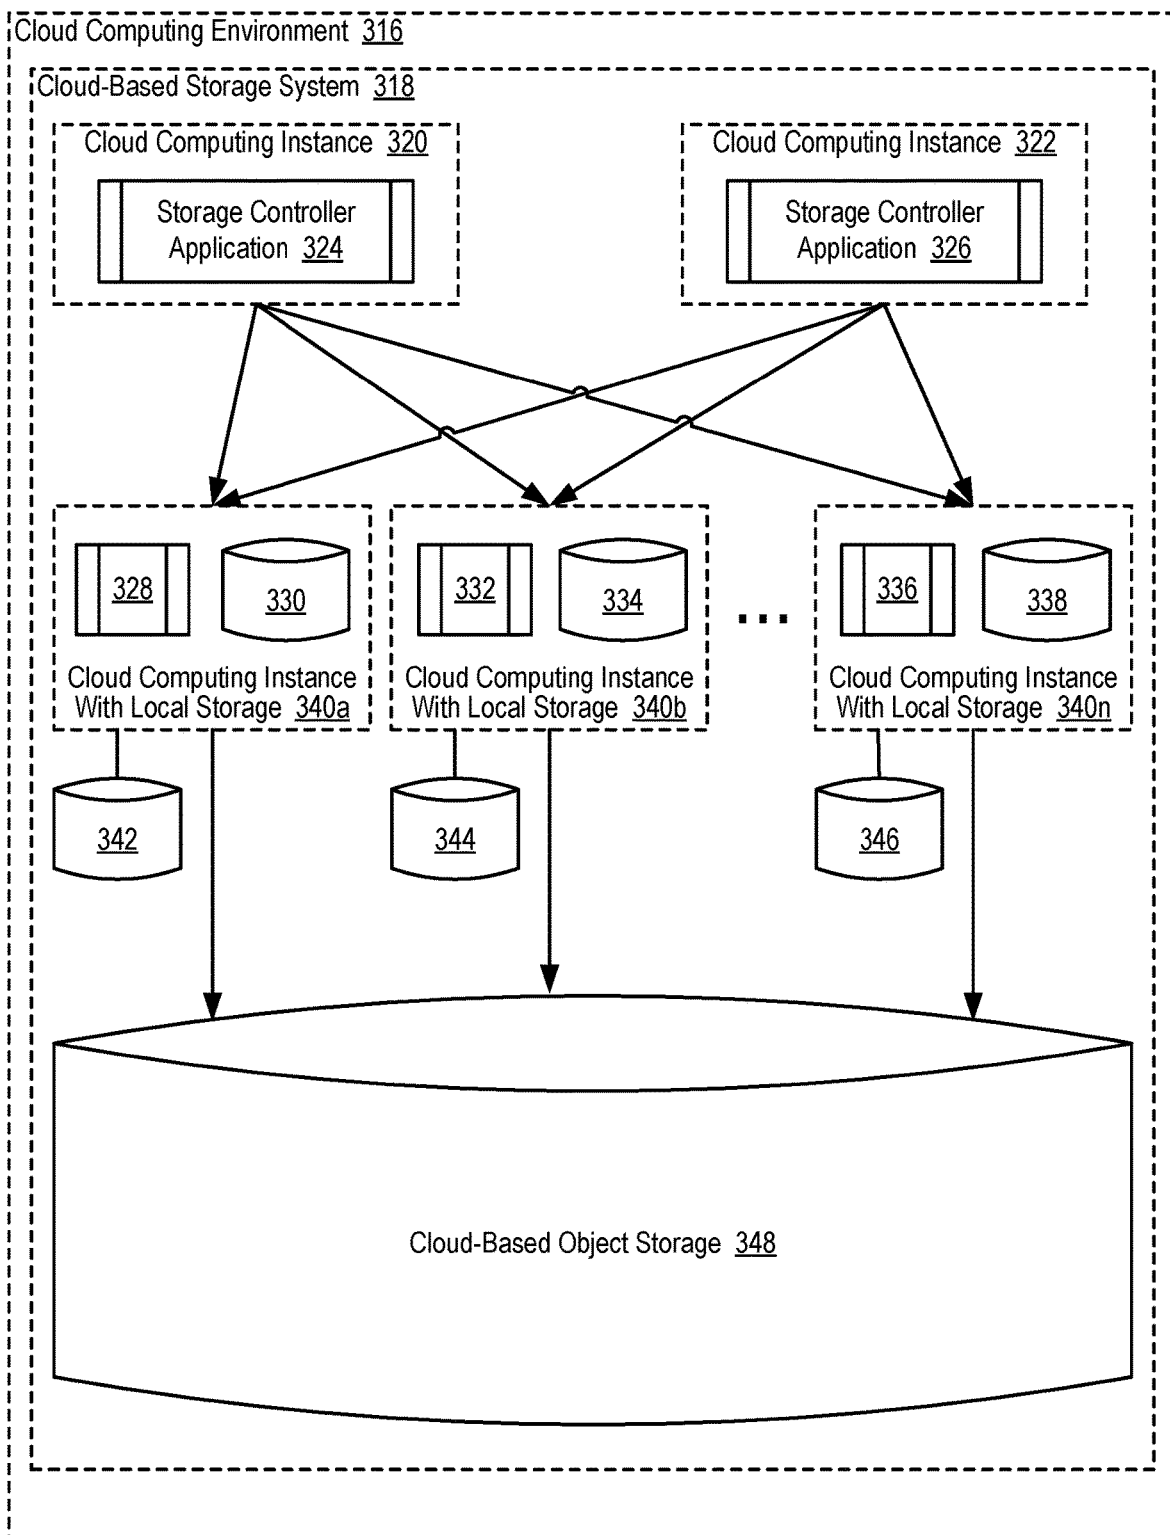 Cloud Computing Environment 316
Cloud-Based Storage System 318
Cloud Computing Instance 320
Storage Controller
Application 324
Cloud Computing Instance 322
Storage Controller
Application 326
328
330
Cloud Computing Instance
With Local Storage 340a
332
334
Cloud Computing Instance
With Local Storage 340b
...
336
338
Cloud Computing Instance
With Local Storage 340n
342
344
346
Cloud-Based Object Storage 348